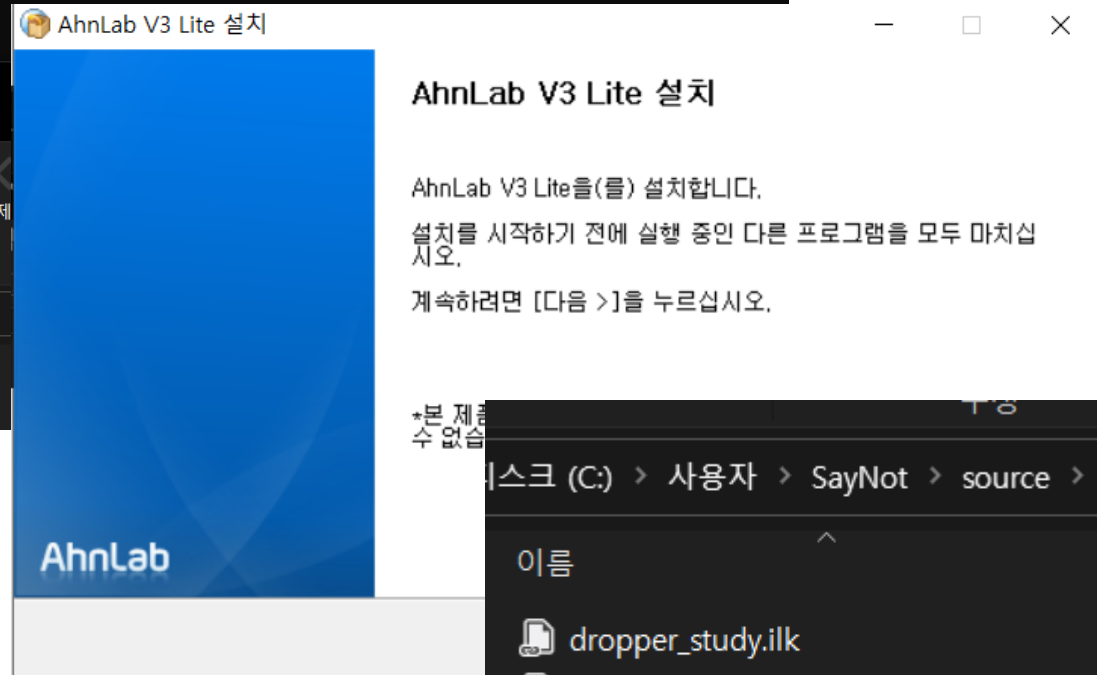 AhnLab V3 Lite 설치
AhnLab V3 Lite 설치
AhnLab V3 Lite을(를) 설치합니다.
설치를 시작하기 전에 실행 중인 다른 프로그램을 모두 마치십
시오.
계속하려면 [다음 >]을 누르십시오.
*본
수 없습
AhnLab
(C:) > 사용자 > SayNot > source >
이름
dropper_study.ilk